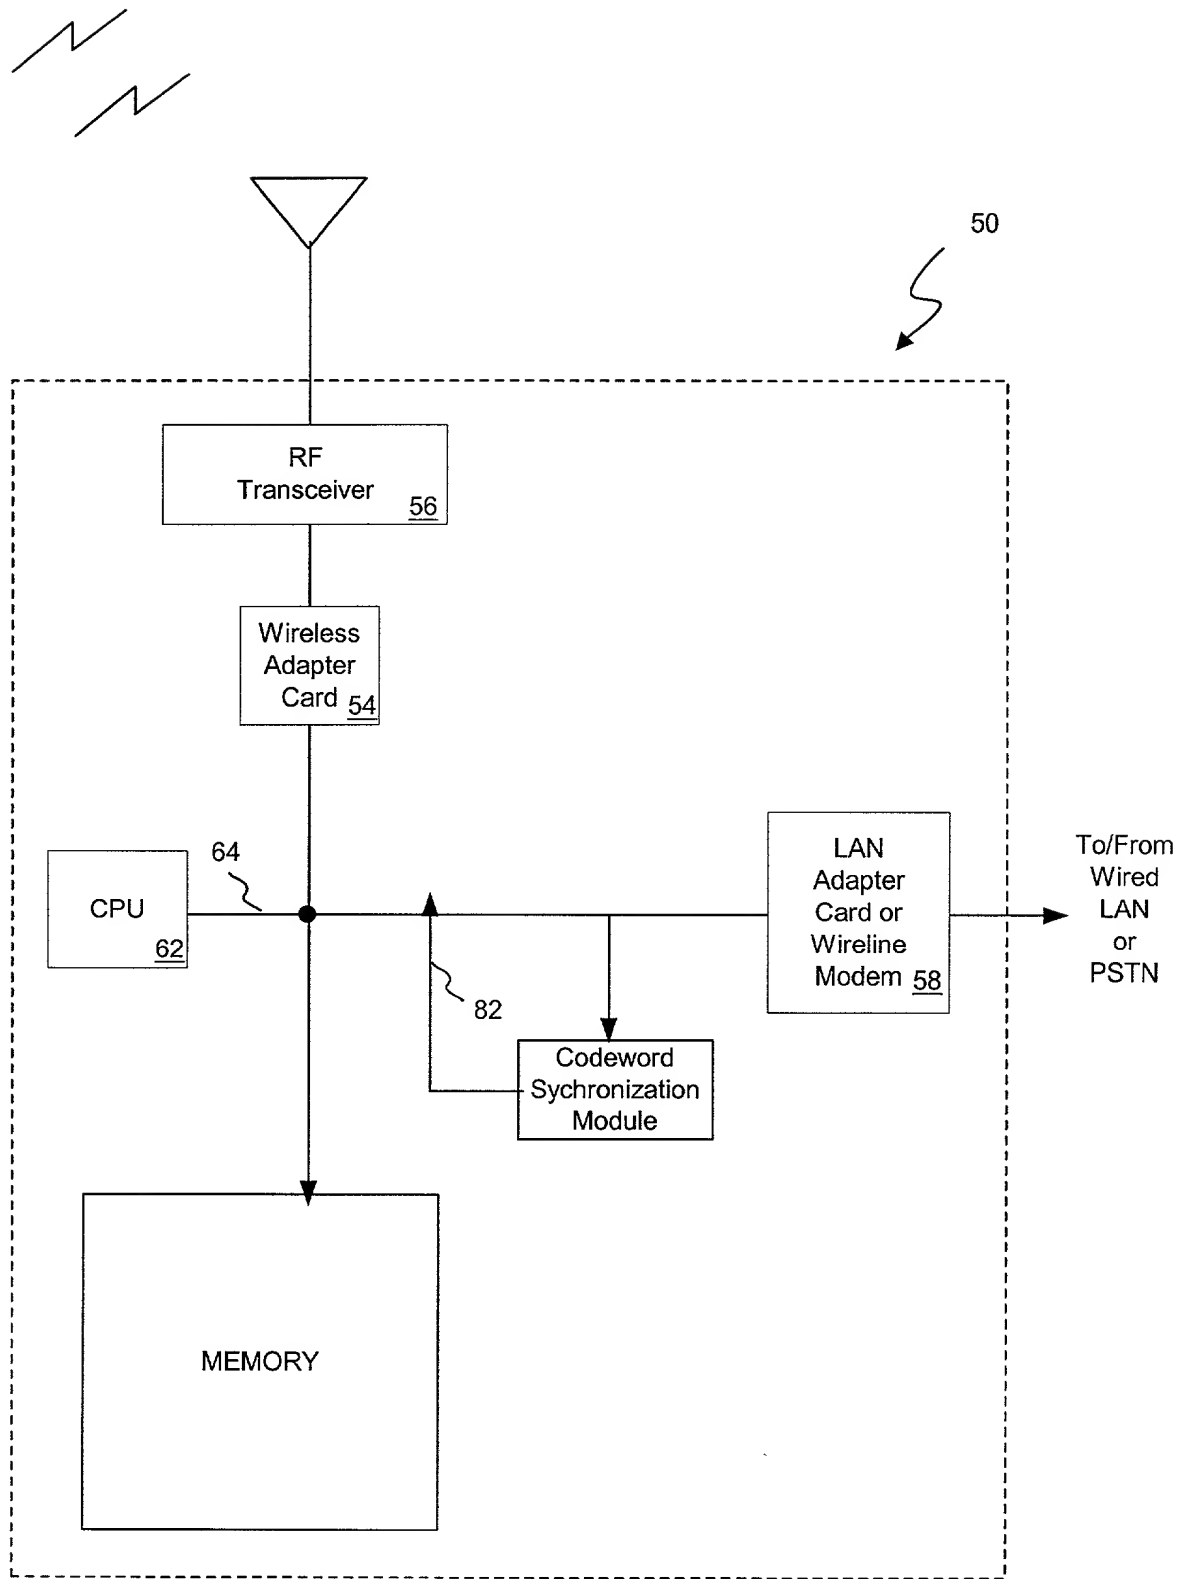 50
RF
Transceiver
56
Wireless
Adapter
Card
54
64
CPU
62
82
LAN
Adapter
Card or
Wireline
Modem
58
To/From
Wired
LAN
or
PSTN
Codeword
Sychronization
Module
MEMORY